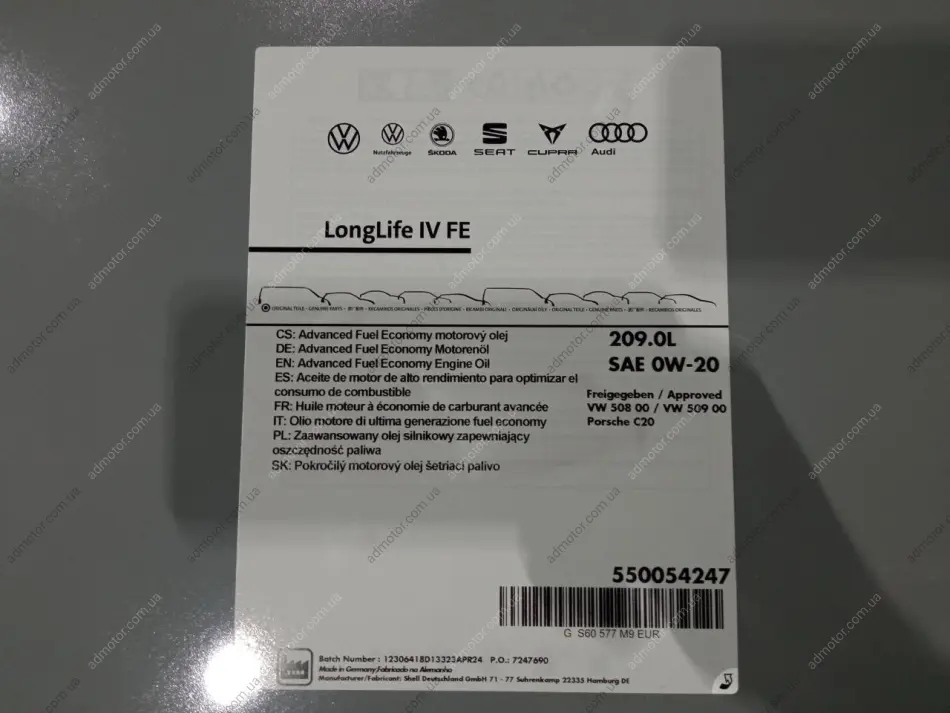 Nutzfahrzeuge
ŠKODA
SEAT
CUPRA
Audi
LongLife IV FE
CS: Advanced Fuel Economy motorový olej
DE: Advanced Fuel Economy Motorenöl
EN: Advanced Fuel Economy Engine Oil
ES: Aceite de motor de alto rendimiento para optimizar el
consumo de combustible
FR: Huile moteur à économie de carburant avancée
IT: Olio motore di ultima generazione fuel economy
PL: Zaawansowany olej silnikowy zapewniający
oszczędność paliwa
SK: Pokročilý motorový olej šetriaci palivo
209.0L
SAE 0W-20
Freigegeben / Approved
VW 508 00 / VW 509 00
Porsche C20
550054247
G S60 577 M9 EUR
Batch Number : 12306418D13323APR24 P.O.: 7247690
Made in Germany/Fabricado na Alemanha
Manufacturer/Fabricant: Shell Deutschland GmbH 71 - 77 Suhrenkamp 22335 Hamburg DE
admotor.com.ua